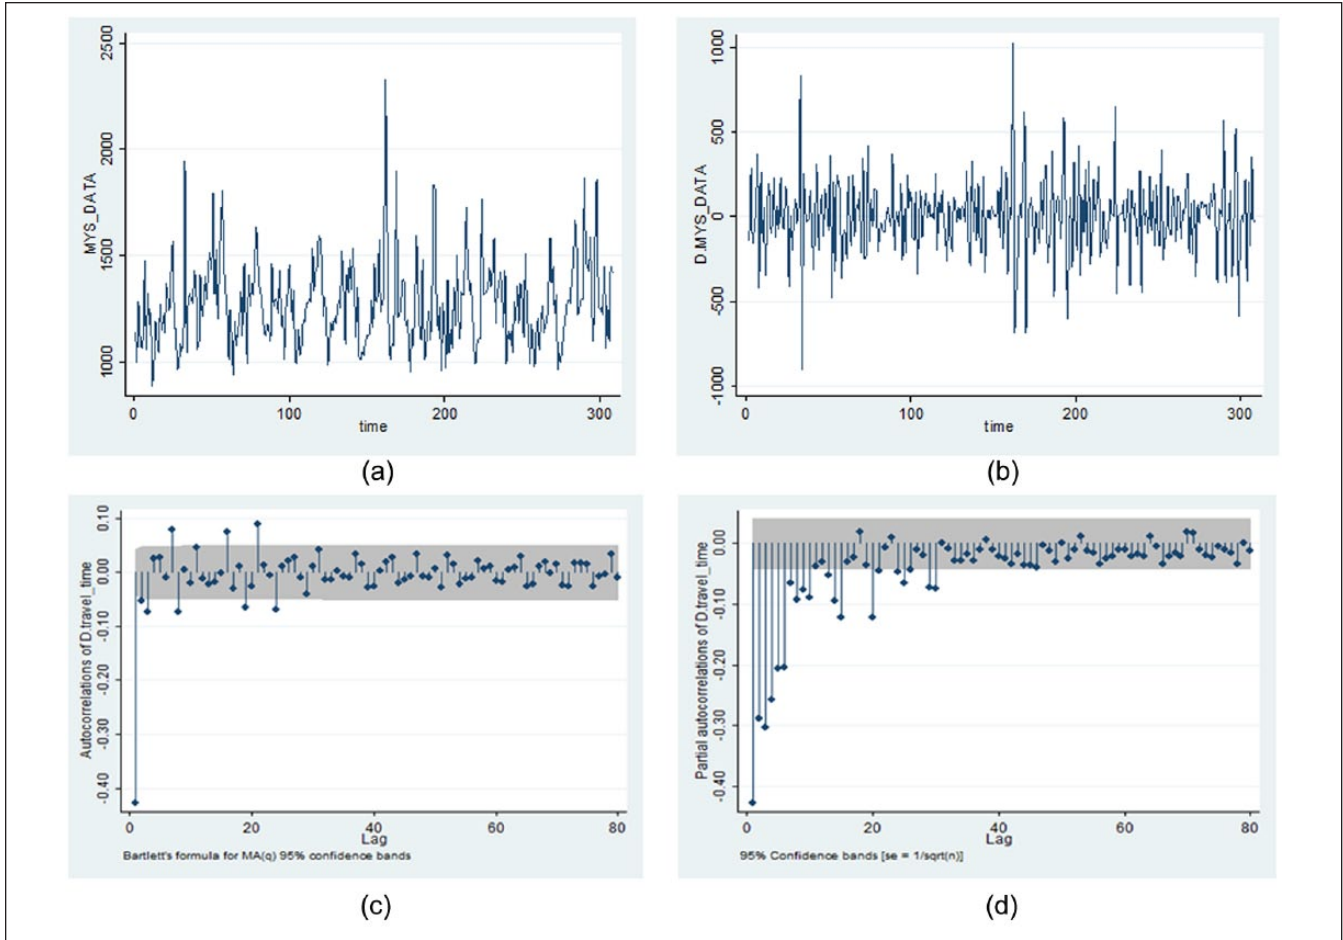 2500
2000
1500
1000
MYS_DATA
0 100 200 300
time
(a)
1000
500
0
-500
-1000
D.MYS_DATA
0 100 200 300
time
(b)
0.10
0.00
-0.10
-0.20
-0.30
-0.40
Autocorrelations of D.travel_time
0 20 40 60 80
Lag
Bartlett's formula for MA(q) 95% confidence bands
(c)
0.00
-0.10
-0.20
-0.30
-0.40
Partial autocorrelations of D.travel_time
0 20 40 60 80
Lag
95% Confidence bands [se = 1/sqrt(n)]
(d)